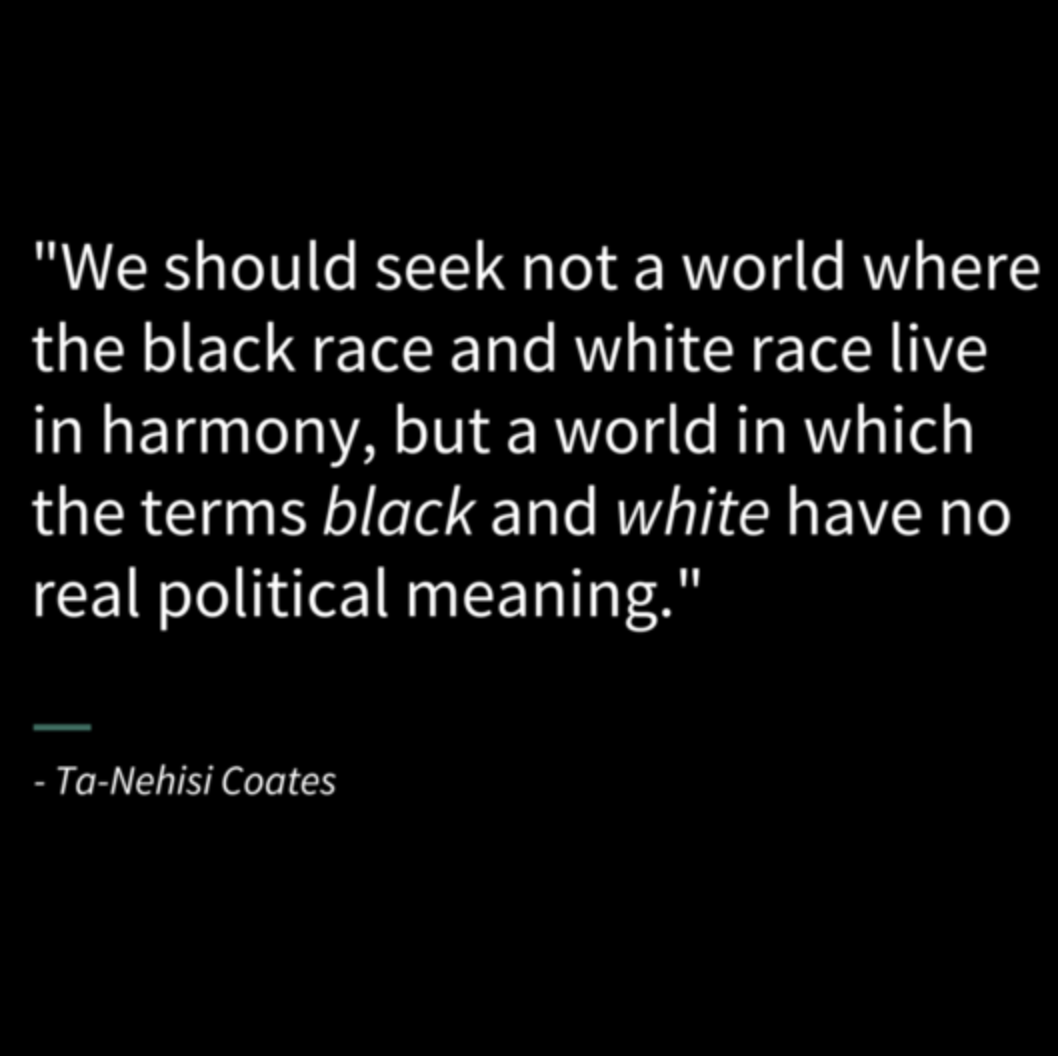 "We should seek not a world where
the black race and white race live
in harmony, but a world in which
the terms black and white have no
real political meaning."
- Ta-Nehisi Coates